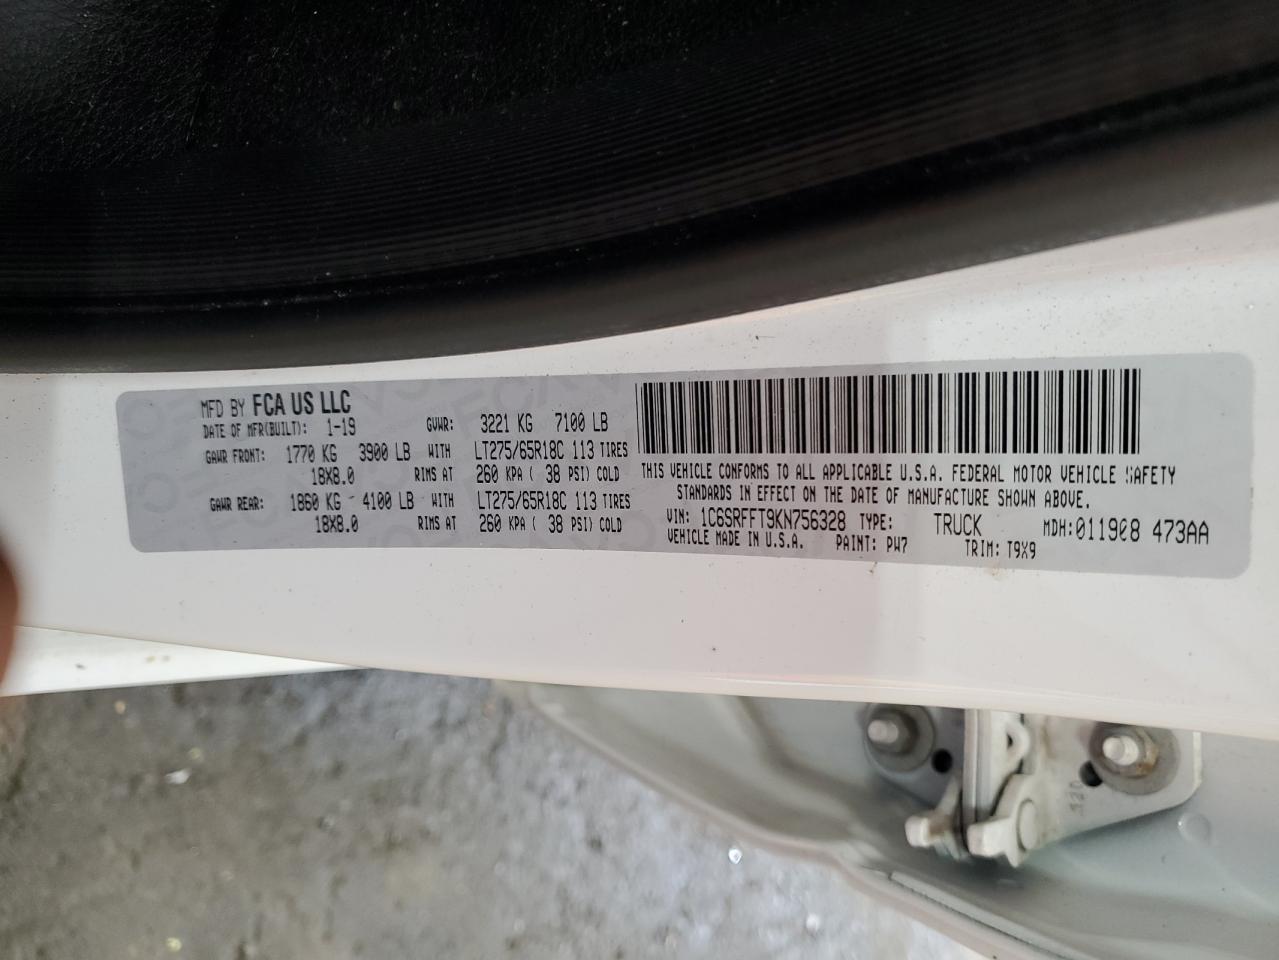 MFD BY FCA US LLC
DATE OF MFR(BUILT): 1-19 GVWR: 3221 KG 7100 LB
GAWR FRONT: 1770 KG 3900 LB WITH LT275/65R18C 113 TIRES
18X8.0 RIMS AT 260 KPA ( 38 PSI) COLD
GAWR REAR: 1860 KG 4100 LB WITH LT275/65R18C 113 TIRES
18X8.0 RIMS AT 260 KPA ( 38 PSI) COLD
THIS VEHICLE CONFORMS TO ALL APPLICABLE U.S.A. FEDERAL MOTOR VEHICLE SAFETY
STANDARDS IN EFFECT ON THE DATE OF MANUFACTURE SHOWN ABOVE.
VIN: 1C6SRFFT9KN756328 TYPE: TRUCK MDH:011908 473AA
VEHICLE MADE IN U.S.A. PAINT: PW7 TRIM: T9X9
120